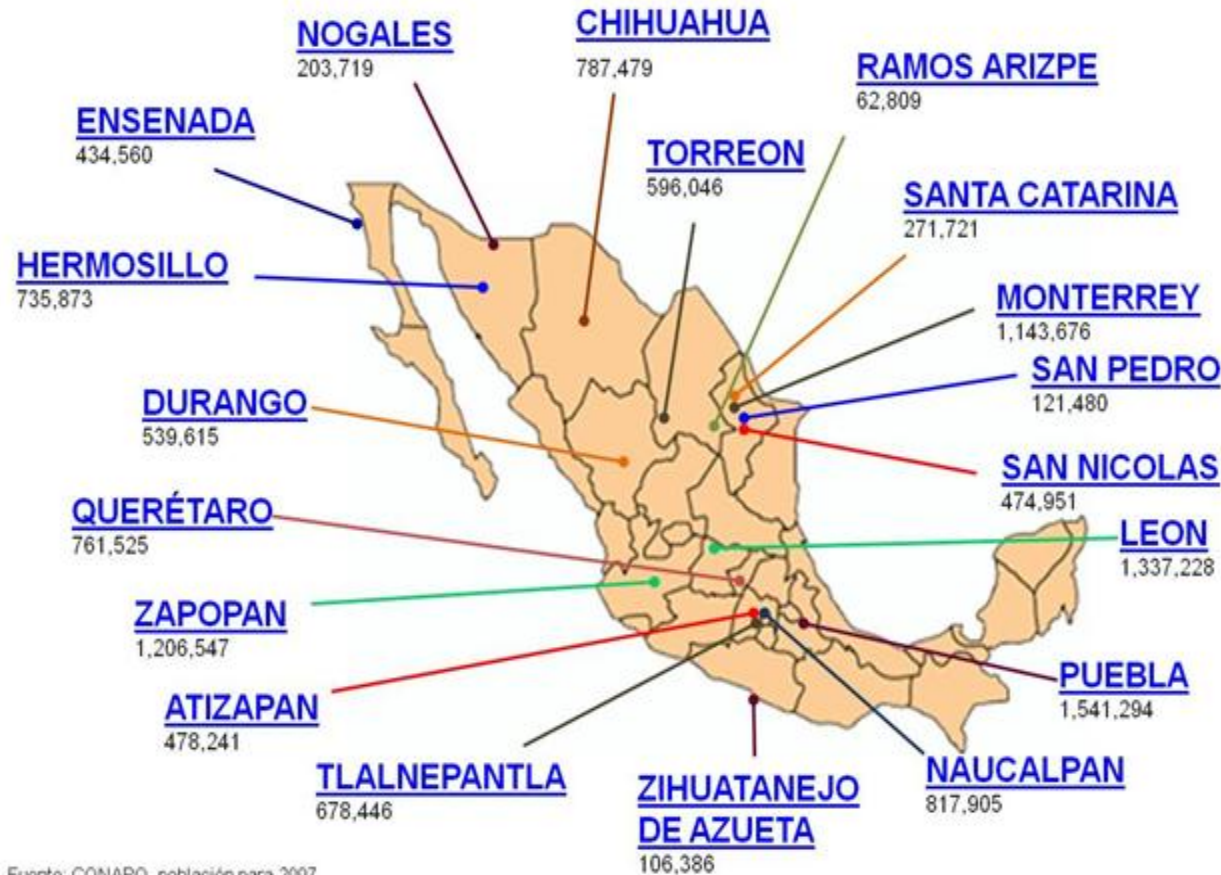 NOGALES
203,719
CHIHUAHUA
787,479
RAMOS ARIZPE
62,809
ENSENADA
434,560
TORREON
596,046
SANTA CATARINA
271,721
HERMOSILLO
735,873
MONTERREY
1,143,676
SAN PEDRO
121,480
DURANGO
539,615
SAN NICOLAS
474,951
QUERÉTARO
761,525
LEON
1,337,228
ZAPOPAN
1,206,547
PUEBLA
1,541,294
ATIZAPAN
478,241
TLALNEPANTLA
678,446
ZIHUATANEJO
DE AZUETA
106,386
NAUCALPAN
817,905
Fuente: CONAPO, población para 2007